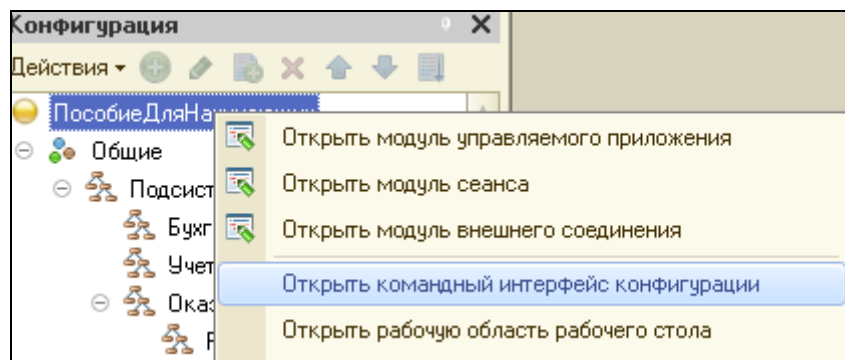 Конфигурация
Действия
ПособиеДляНа
Общие
Подсист
Бухг
Учет
Оказ
Открыть модуль управляемого приложения
Открыть модуль сеанса
Открыть модуль внешнего соединения
Открыть командный интерфейс конфигурации
Открыть рабочую область рабочего стола